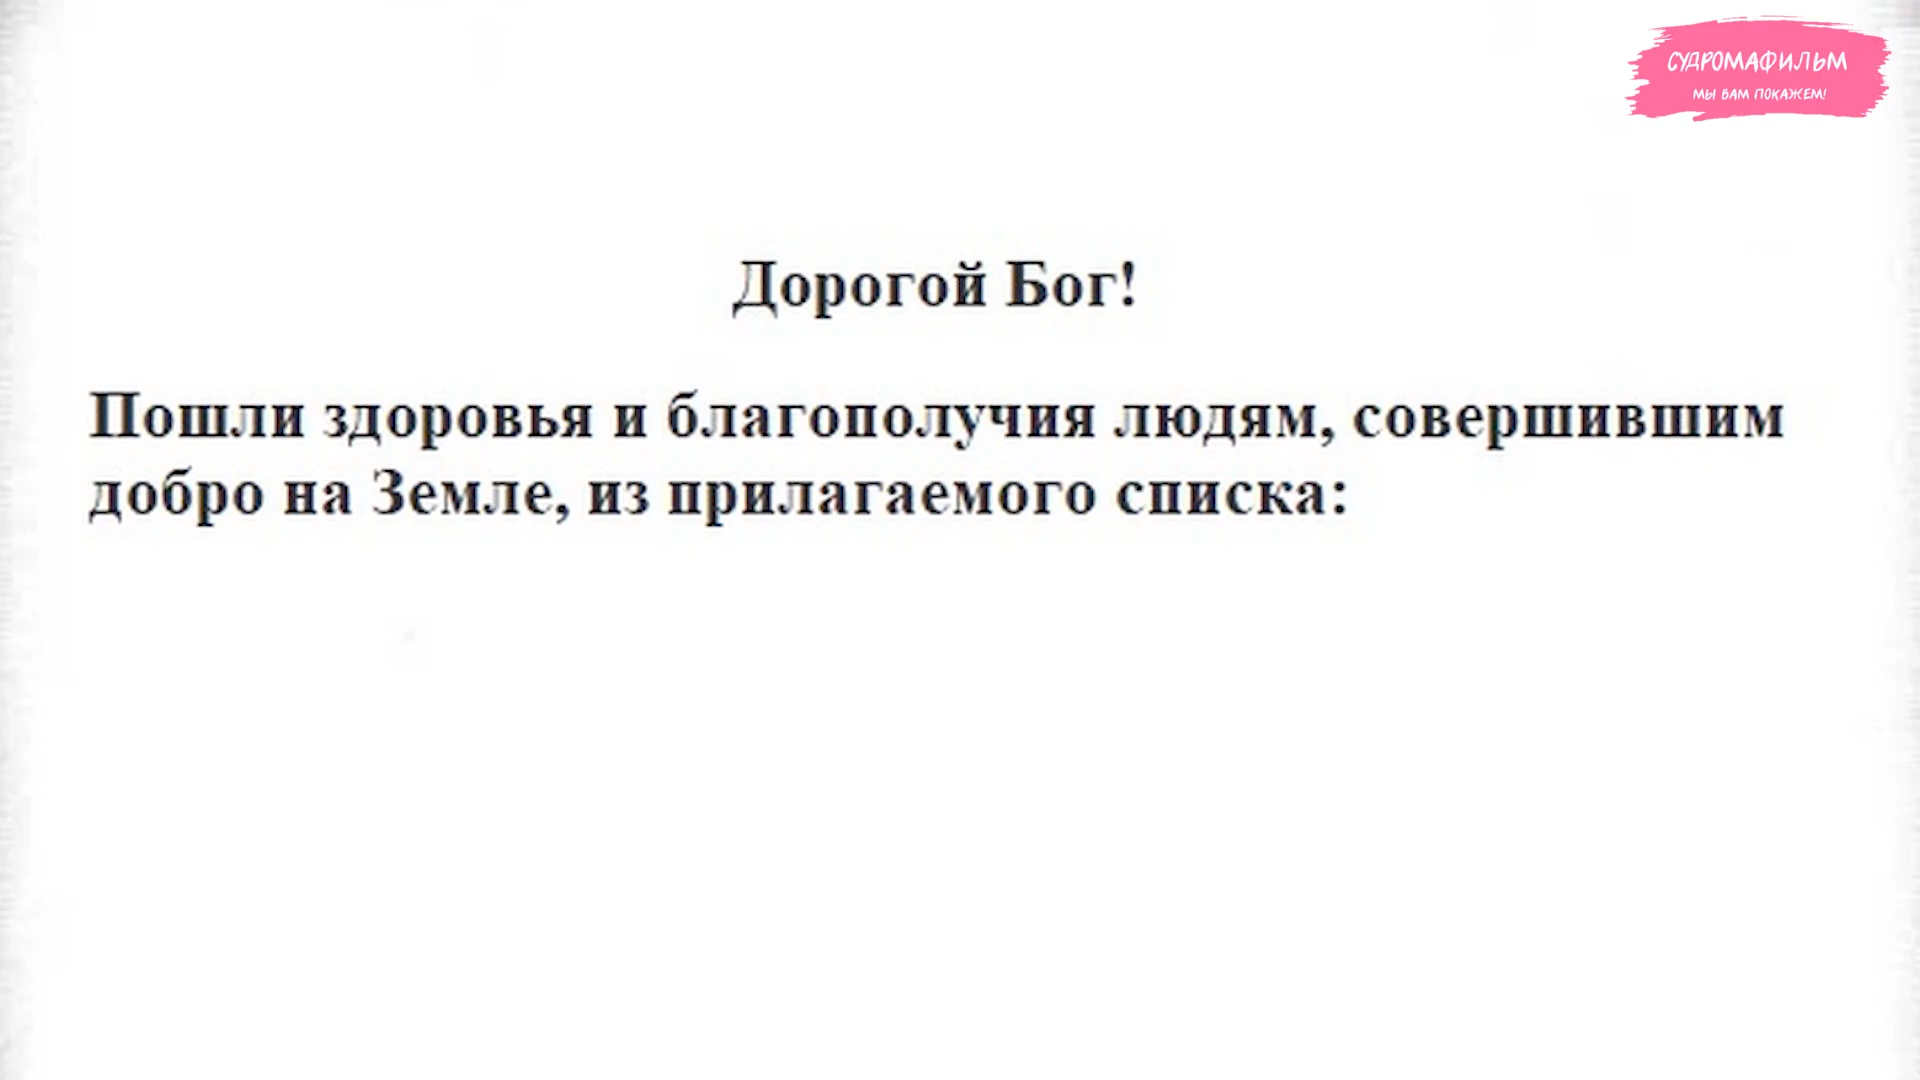 СУДРОМАФИЛЬМ
МЫ ВАМ ПОКАЖЕМ!
Дорогой Бог!
Пошли здоровья и благополучия людям, совершившим
добро на Земле, из прилагаемого списка: